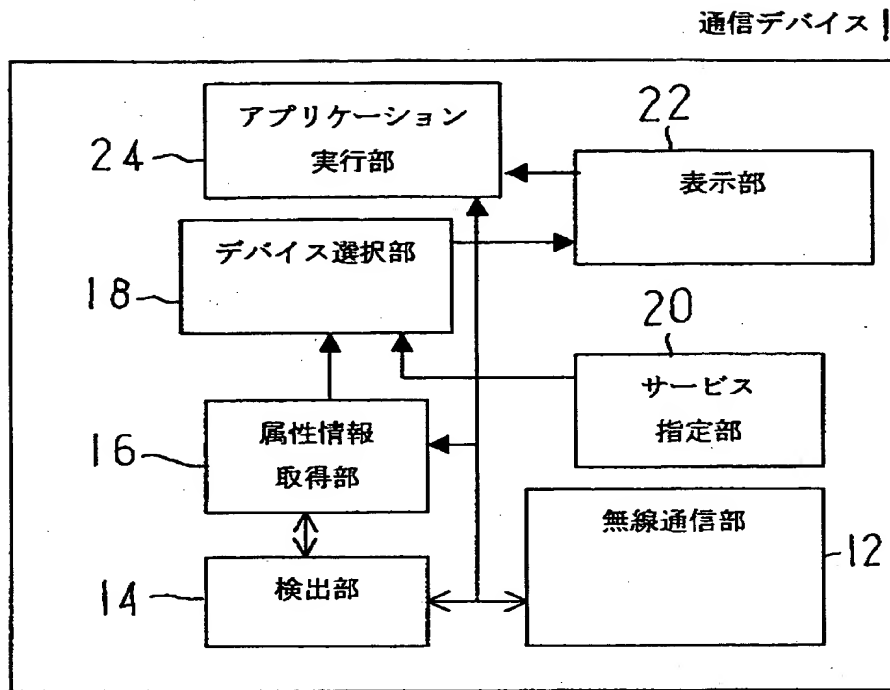 通信デバイス
アプリケーション
実行部
24
22
表示部
デバイス選択部
18
20
サービス
指定部
属性情報
取得部
16
無線通信部
12
検出部
14